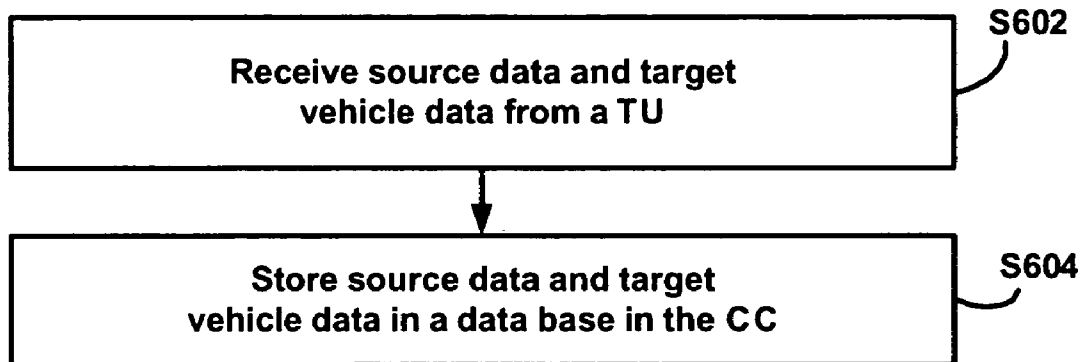 S602
Receive source data and target
vehicle data from a TU
S604
Store source data and target
vehicle data in a data base in the CC